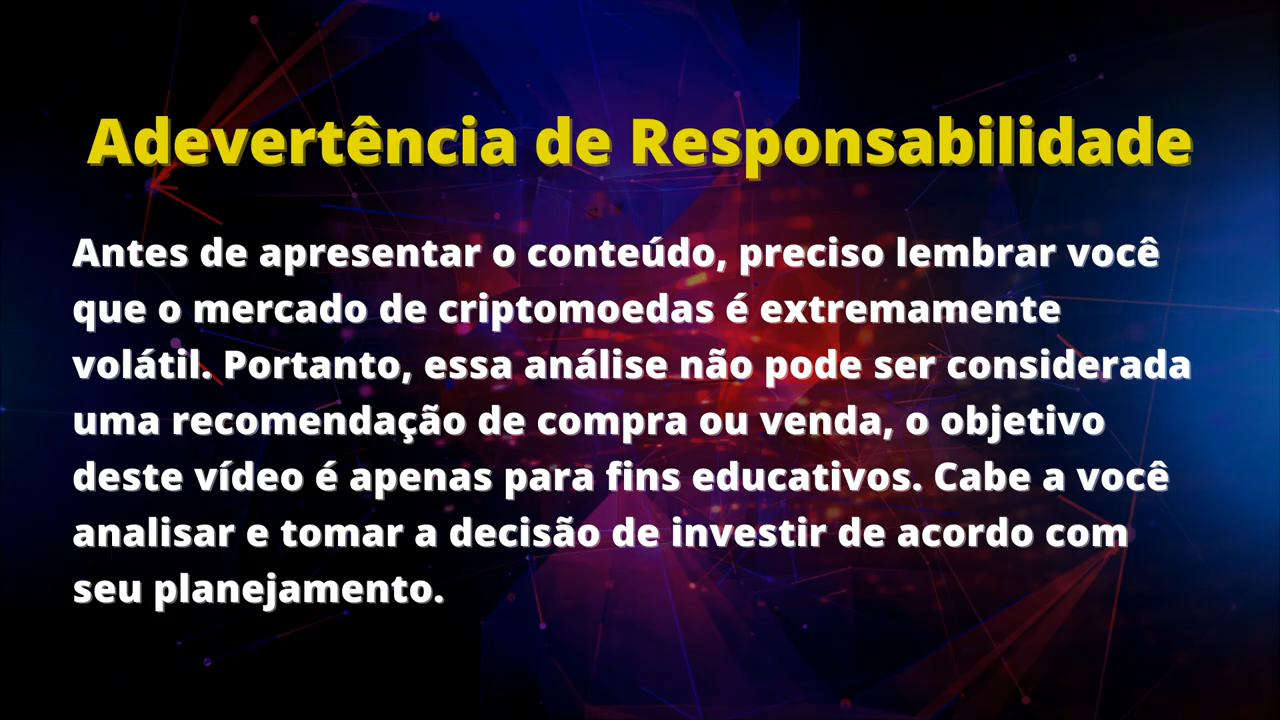 Adevertência de Responsabilidade
Antes de apresentar o conteúdo, preciso lembrar você
que o mercado de criptomoedas é extremamente
volátil. Portanto, essa análise não pode ser considerada
uma recomendação de compra ou venda, o objetivo
deste vídeo é apenas para fins educativos. Cabe a você
analisar e tomar a decisão de investir de acordo com
seu planejamento.